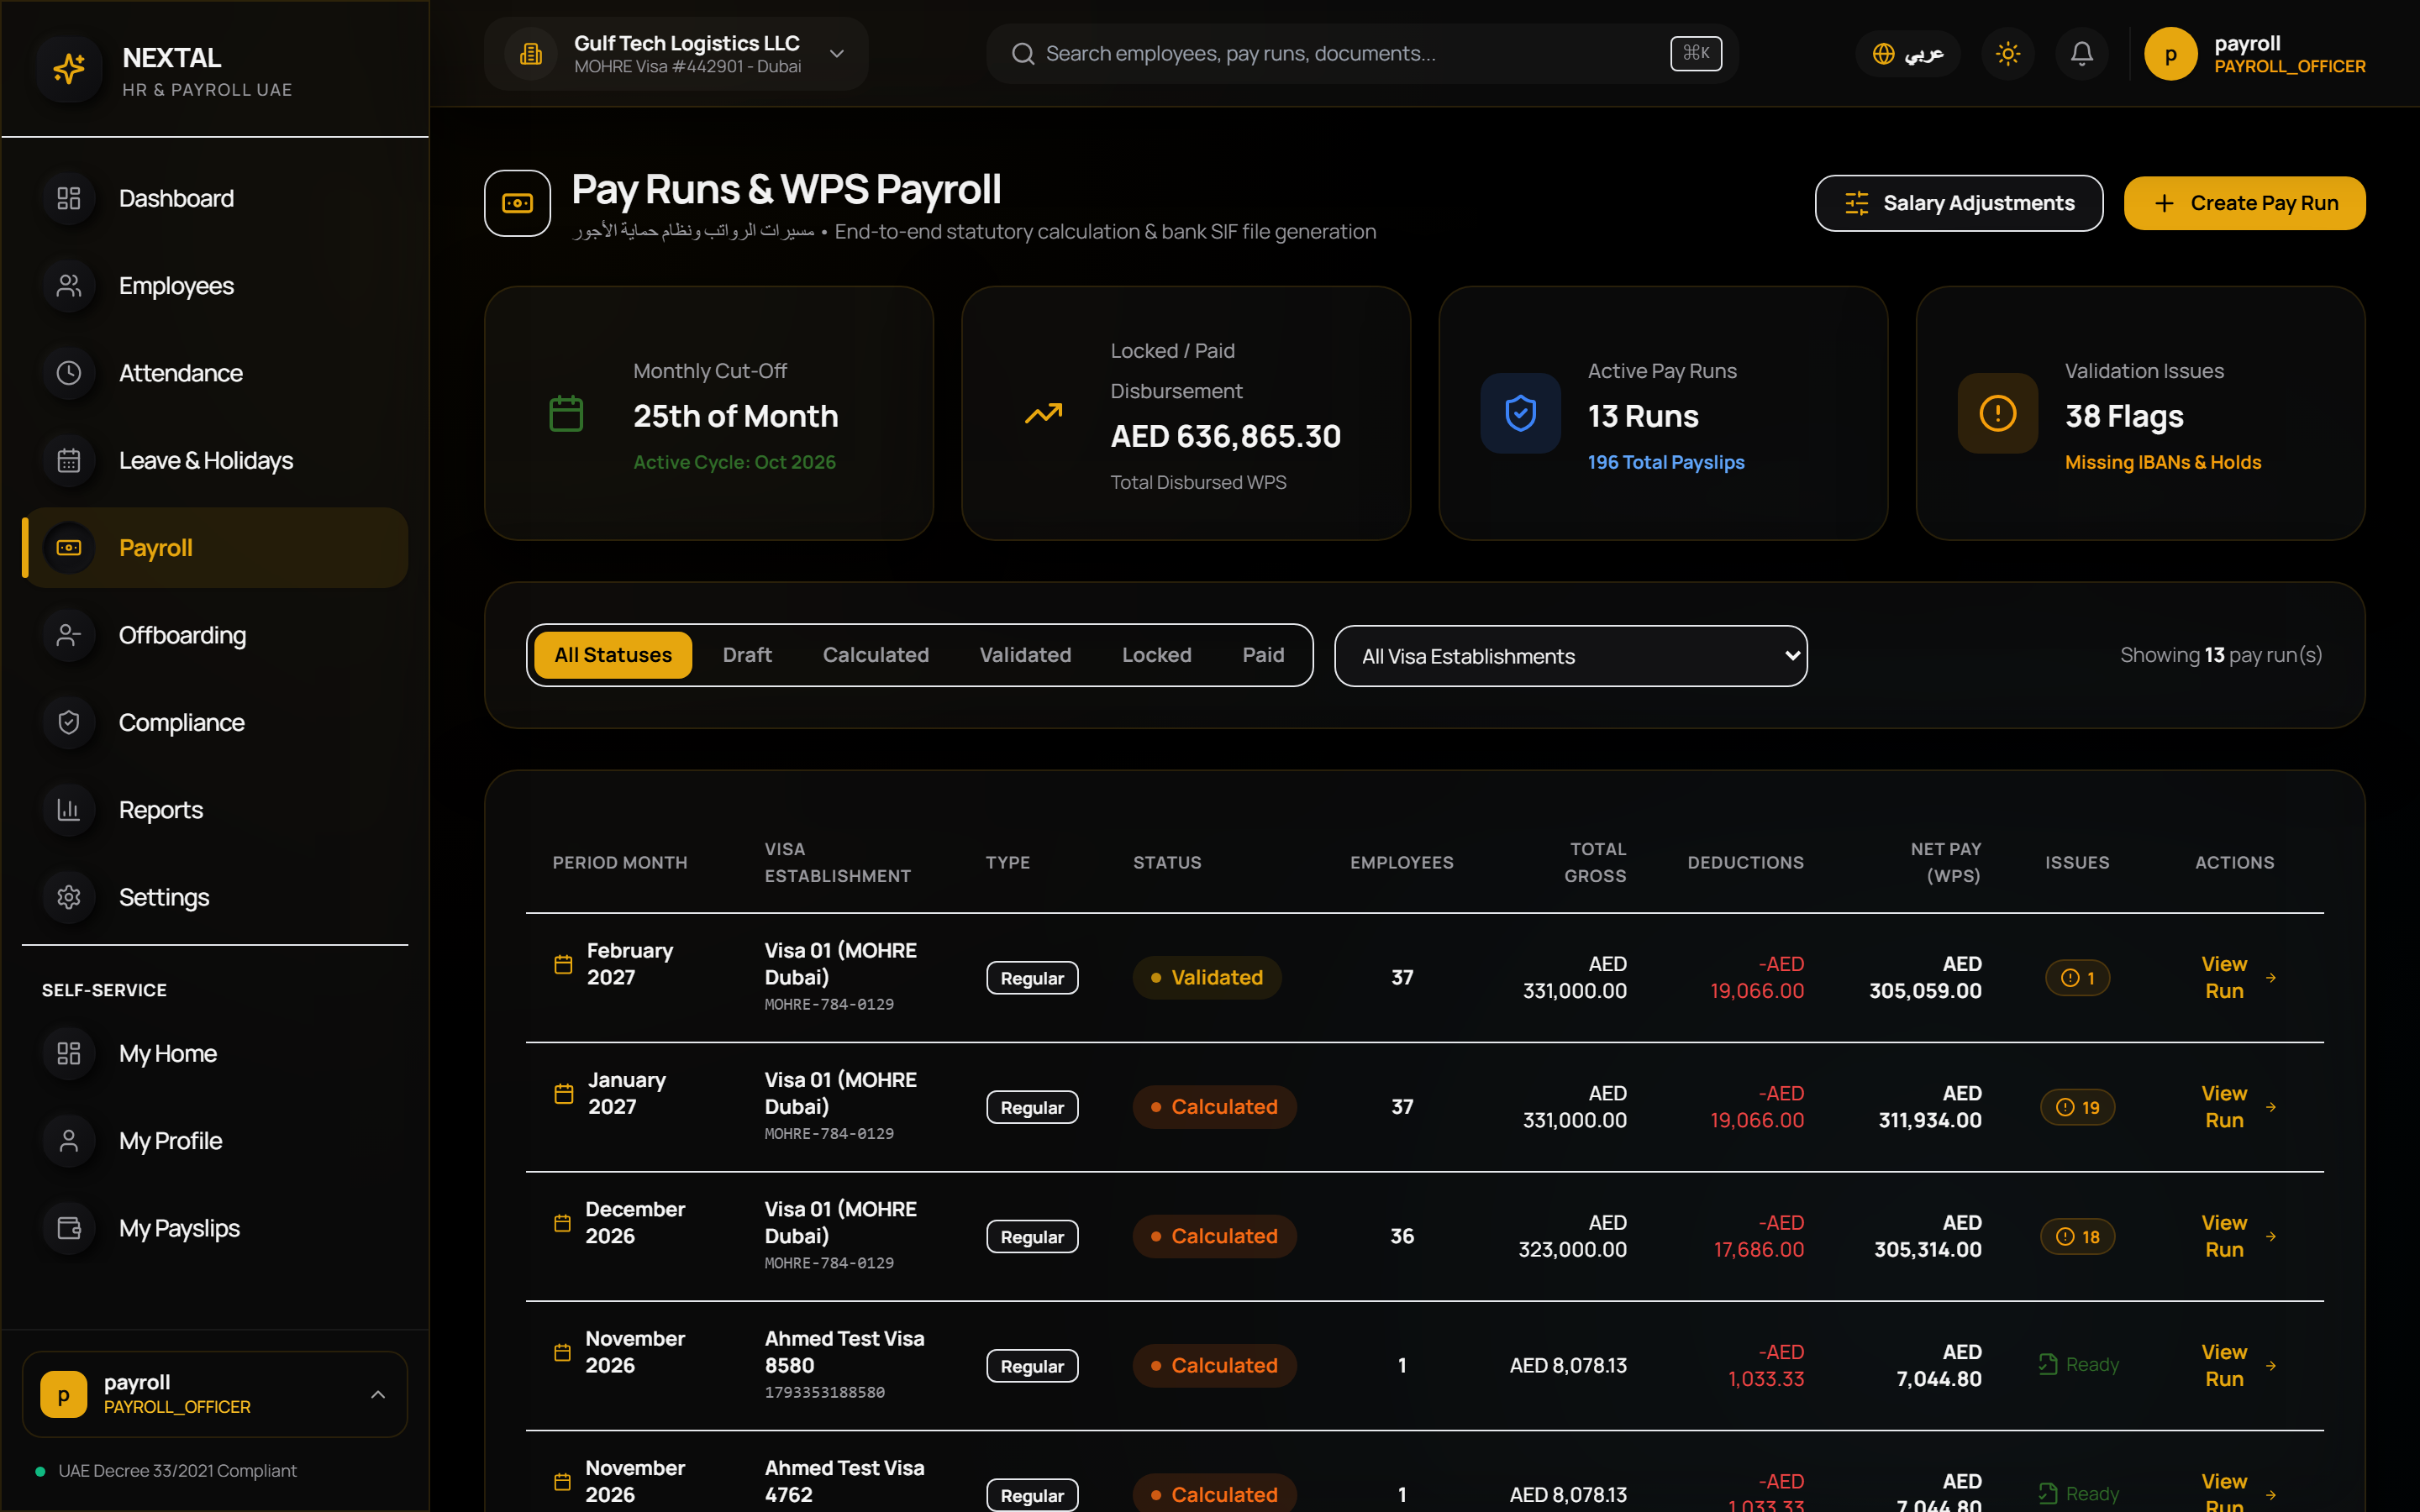 NEXTAL
HR & PAYROLL UAE
Dashboard
Employees
Attendance
Leave & Holidays
Payroll
Offboarding
Compliance
Reports
Settings
SELF-SERVICE
My Home
My Profile
My Payslips
p
payroll
PAYROLL_OFFICER
UAE Decree 33/2021 Compliant
Gulf Tech Logistics LLC
MOHRE Visa #442901 - Dubai
Search employees, pay runs, documents...
⌘K
عربي
p
payroll
PAYROLL_OFFICER
Pay Runs & WPS Payroll
مسيرات الرواتب ونظام حماية الأجور • End-to-end statutory calculation & bank SIF file generation
Salary Adjustments
Create Pay Run
Monthly Cut-Off
25th of Month
Active Cycle: Oct 2026
Locked / Paid
Disbursement
AED 636,865.30
Total Disbursed WPS
Active Pay Runs
13 Runs
196 Total Payslips
Validation Issues
38 Flags
Missing IBANs & Holds
All Statuses Draft Calculated Validated Locked Paid
All Visa Establishments
Showing 13 pay run(s)
PERIOD MONTH
VISA
ESTABLISHMENT
TYPE
STATUS
EMPLOYEES
TOTAL
GROSS
DEDUCTIONS
NET PAY
(WPS)
ISSUES
ACTIONS
February
2027
Visa 01 (MOHRE
Dubai)
MOHRE-784-0129
Regular
Validated
37
AED
331,000.00
-AED
19,066.00
AED
305,059.00
1
View
Run
January
2027
Visa 01 (MOHRE
Dubai)
MOHRE-784-0129
Regular
Calculated
37
AED
331,000.00
-AED
19,066.00
AED
311,934.00
19
View
Run
December
2026
Visa 01 (MOHRE
Dubai)
MOHRE-784-0129
Regular
Calculated
36
AED
323,000.00
-AED
17,686.00
AED
305,314.00
18
View
Run
November
2026
Ahmed Test Visa
8580
1793353188580
Regular
Calculated
1
AED 8,078.13
-AED
1,033.33
AED
7,044.80
Ready
View
Run
November
2026
Ahmed Test Visa
4762
Regular
Calculated
1
AED 8,078.13
-AED
1,033.33
AED
7,044.80
Ready
View
Run